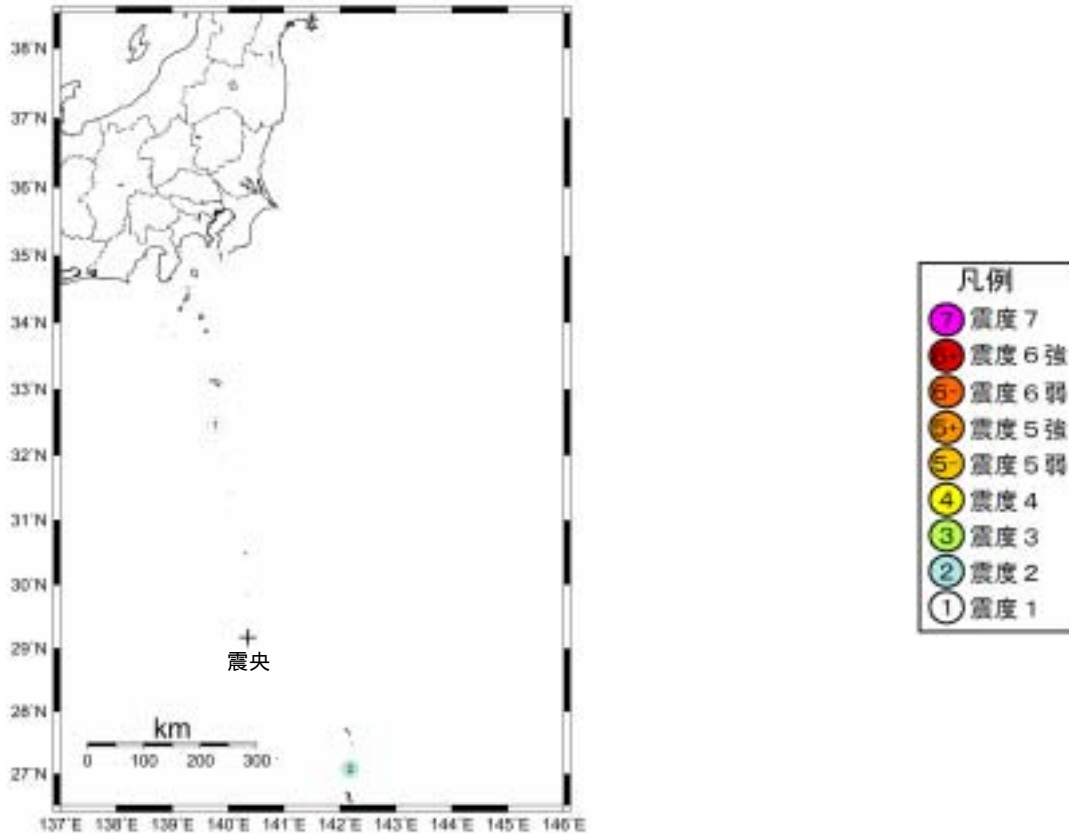 38°N
37°N
36°N
35°N
34°N
33°N
32°N
31°N
30°N
29°N
28°N
27°N
震央
km
0 100 200 300
137°E 138°E 139°E 140°E 141°E 142°E 143°E 144°E 145°E 146°E
凡例
7 震度 7
6+ 震度 6 強
6- 震度 6 弱
5+ 震度 5 強
5- 震度 5 弱
4 震度 4
3 震度 3
2 震度 2
1 震度 1